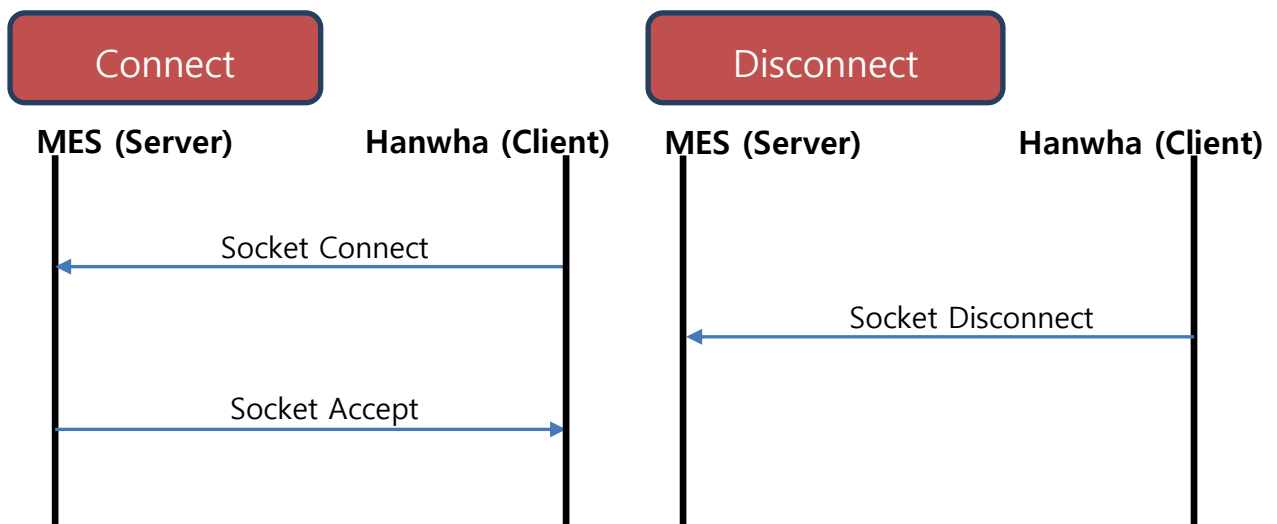 Connect
MES (Server) Hanwha (Client)
Socket Connect
Socket Accept
Disconnect
MES (Server) Hanwha (Client)
Socket Disconnect